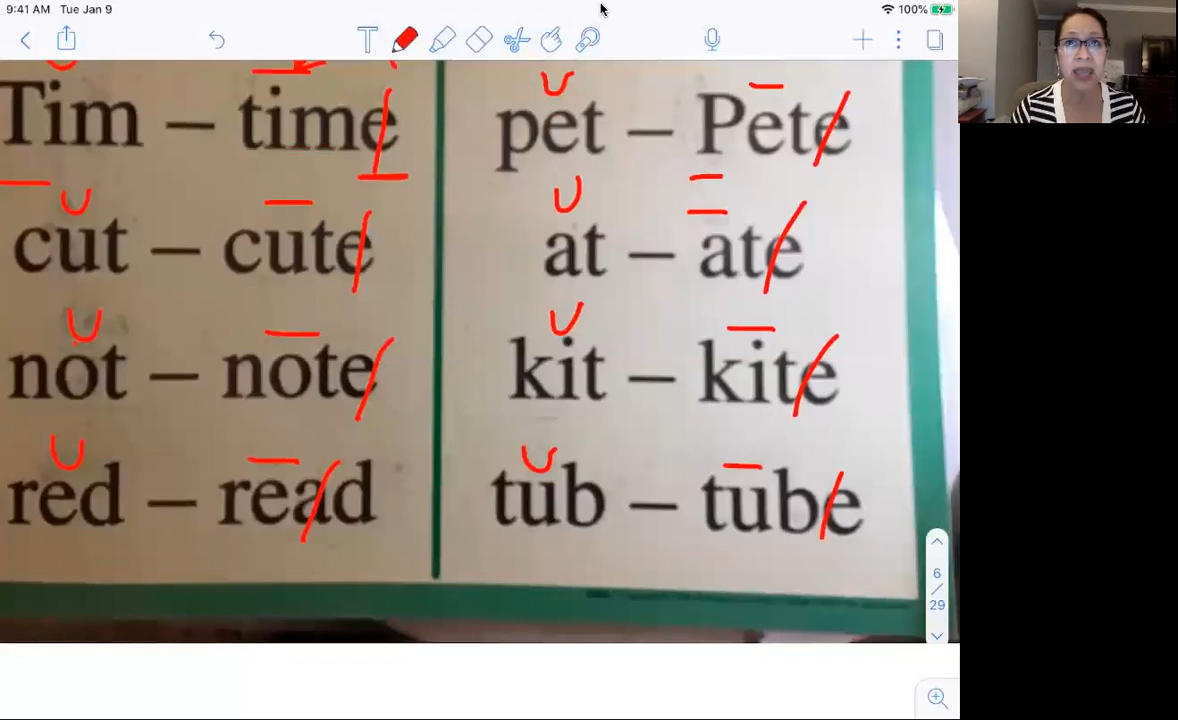 9:41 AM Tue Jan 9
100%
T
Tim – time
cut – cute
not – note
red – read
pet – Pete
at – ate
kit – kite
tub – tube
6
/
29